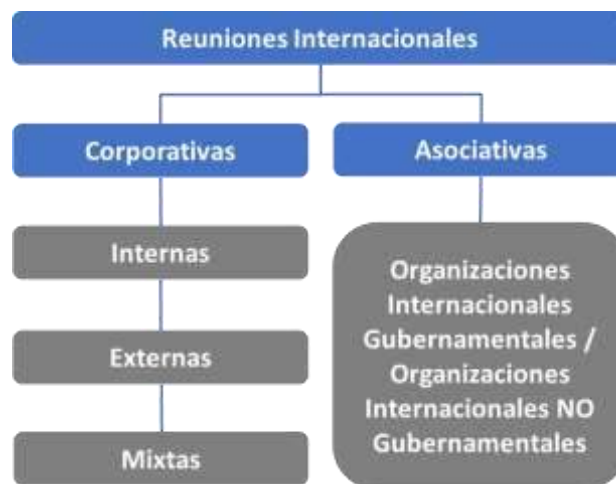 Reuniones Internacionales
Corporativas
Asociativas
Internas
Externas
Mixtas
Organizaciones
Internacionales
Gubernamentales /
Organizaciones
Internacionales NO
Gubernamentales